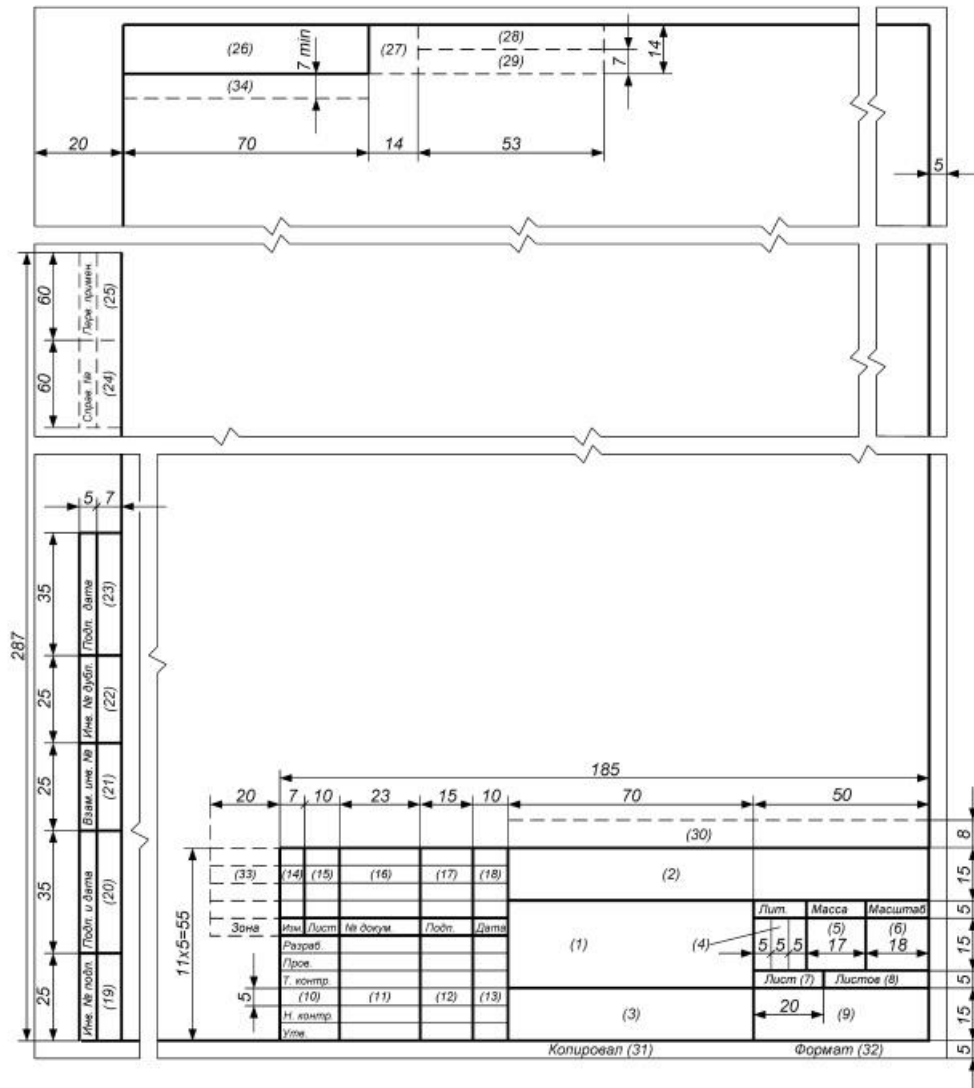 (26)
7 min
(27)
(28)
(29)
7
14
(34)
20
70
14
53
5
60
Перв. примен.
(25)
60
Справ. №
(24)
5 7
287
35
Подп. дата
(23)
25
Инв. № дубл.
(22)
25
Взам. инв. №
(21)
35
Подп. и дата
(20)
25
Инв. № подл.
(19)
185
20 7 10 23 15 10 70 50
(30)
8
(33) (14) (15) (16) (17) (18)
(2)
15
Зона Изм. Лист № докум. Подп. Дата
11x5=55
Лит. Масса Масштаб
5
(1)
(4)
(5) (6)
5 5 5 17 18
15
Разраб.
Пров.
Т. контр.
Лист (7) Листов (8)
5
5
(10) (11) (12) (13)
Н. контр.
Утв.
(3)
20
(9)
15
Копировал (31) Формат (32)
5